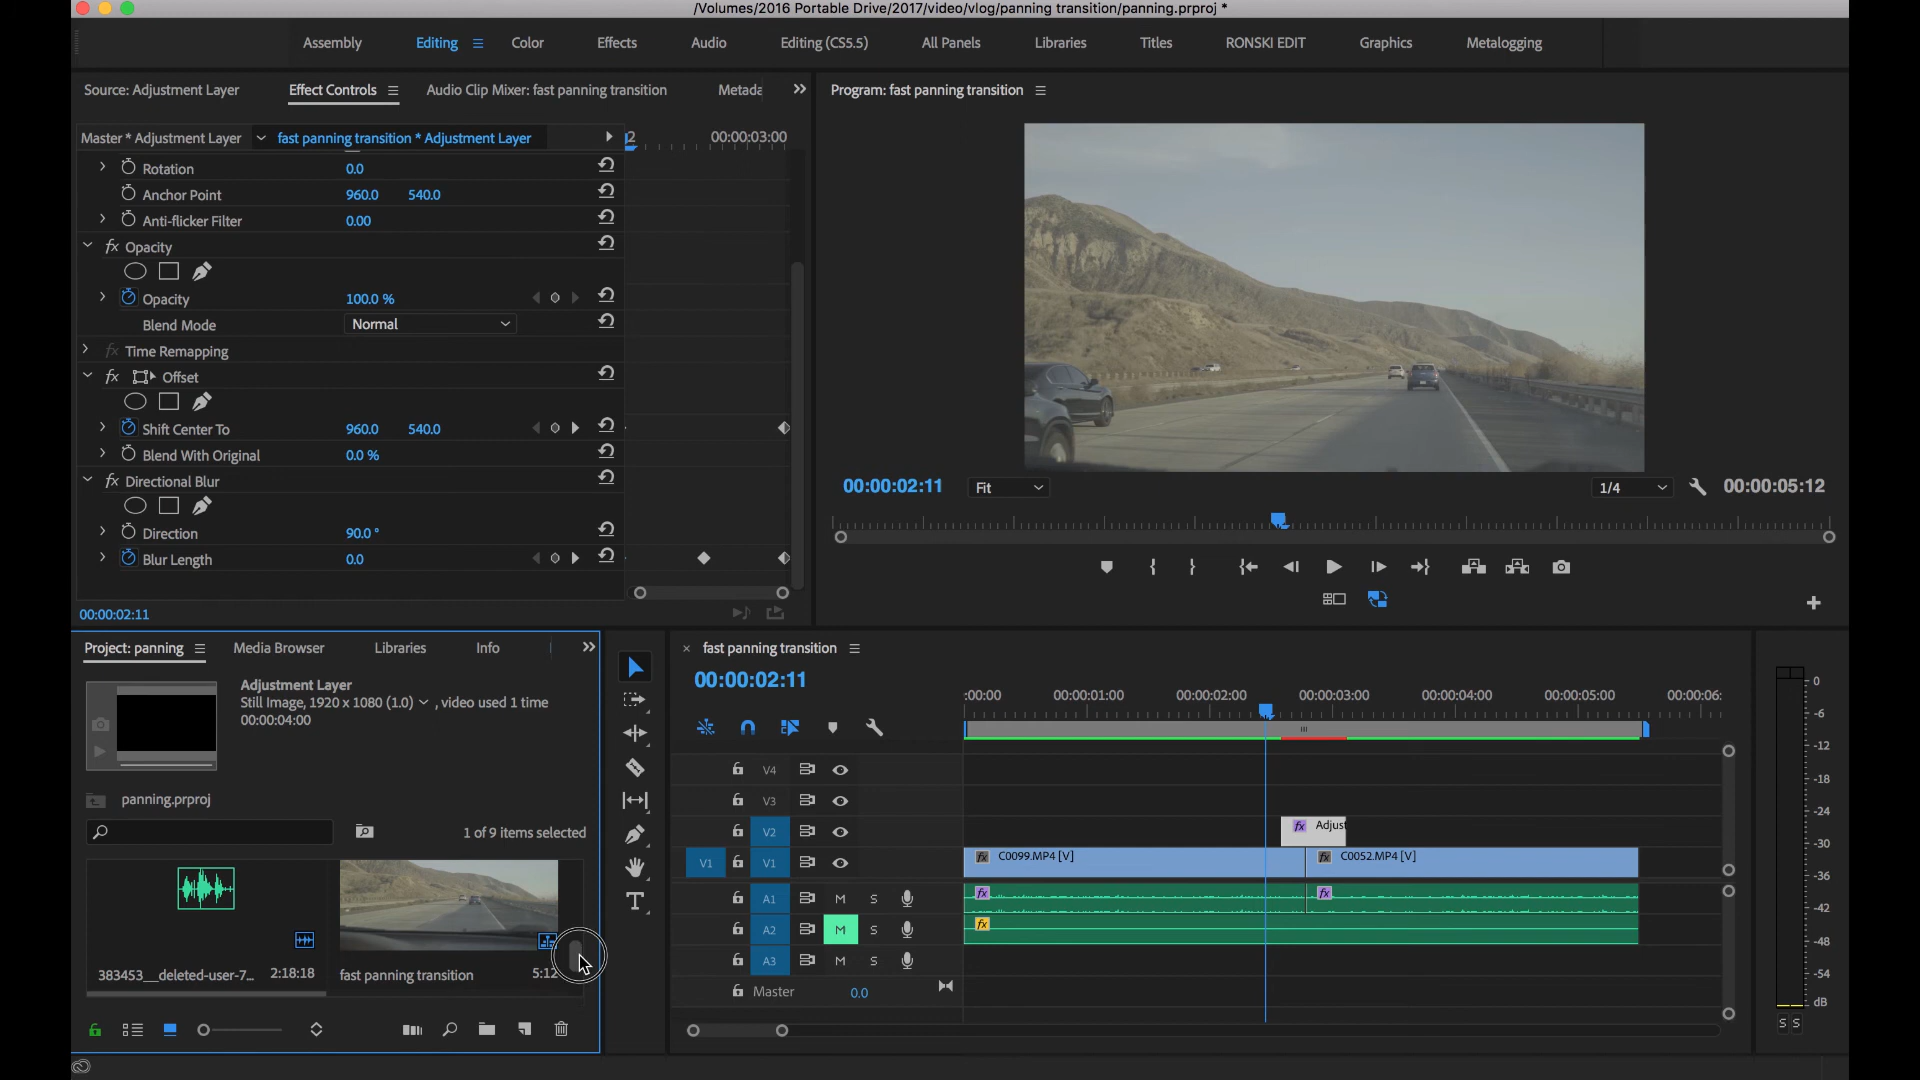 /Volumes/2016 Portable Drive/2017/video/vlog/panning transition/panning.prproj *
Assembly Editing Color Effects Audio Editing (CS5.5) All Panels Libraries Titles RONSKI EDIT Graphics Metalogging
Source: Adjustment Layer Effect Controls Audio Clip Mixer: fast panning transition Metada
Master * Adjustment Layer fast panning transition * Adjustment Layer
2 00:00:03:00
Rotation 0.0
Anchor Point 960.0 540.0
Anti-flicker Filter 0.00
fx Opacity
Opacity 100.0 %
Blend Mode Normal
fx Time Remapping
fx Offset
Shift Center To 960.0 540.0
Blend With Original 0.0 %
fx Directional Blur
Direction 90.0 °
Blur Length 0.0
00:00:02:11
Program: fast panning transition
00:00:02:11 Fit 1/4 00:00:05:12
Project: panning Media Browser Libraries Info
Adjustment Layer
Still Image, 1920 x 1080 (1.0) , video used 1 time
00:00:04:00
panning.prproj
1 of 9 items selected
383453__deleted-user-7... 2:18:18
fast panning transition 5:12
T
× fast panning transition
00:00:02:11
:00:00 00:00:01:00 00:00:02:00 00:00:03:00 00:00:04:00 00:00:05:00 00:00:06:
V4
V3
V2 fx Adjust
V1 V1 fx C0099.MP4 [V] fx C0052.MP4 [V]
A1 M S fx fx
A2 M S fx
A3 M S
Master 0.0
0
-6
-12
-18
-24
-30
-36
-42
-48
-54
dB
S S